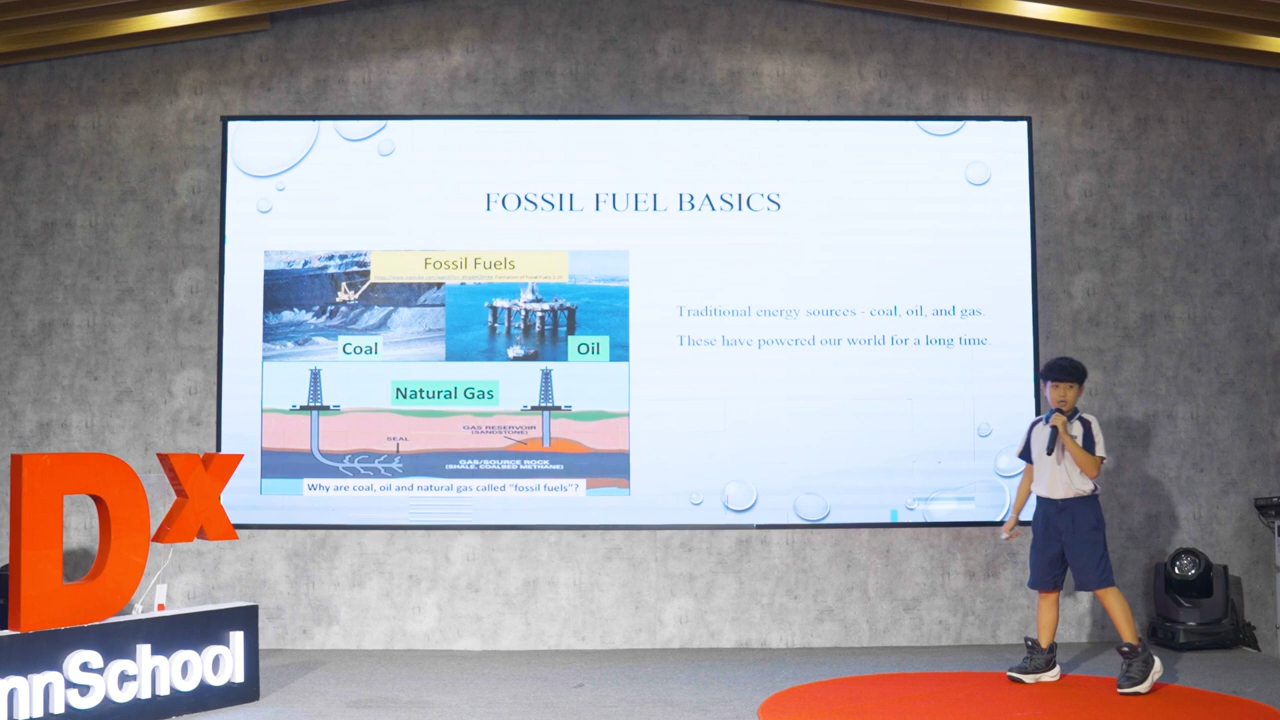 FOSSIL FUEL BASICS
Fossil Fuels
Coal
Oil
Natural Gas
GAS RESERVOIR
(SANDSTONE)
SEAL
GAS/SOURCE ROCK
(SHALE, COALBED METHANE)
Why are coal, oil and natural gas called "fossil fuels"?
Traditional energy sources - coal, oil, and gas.
These have powered our world for a long time.
Dx
nnSchool